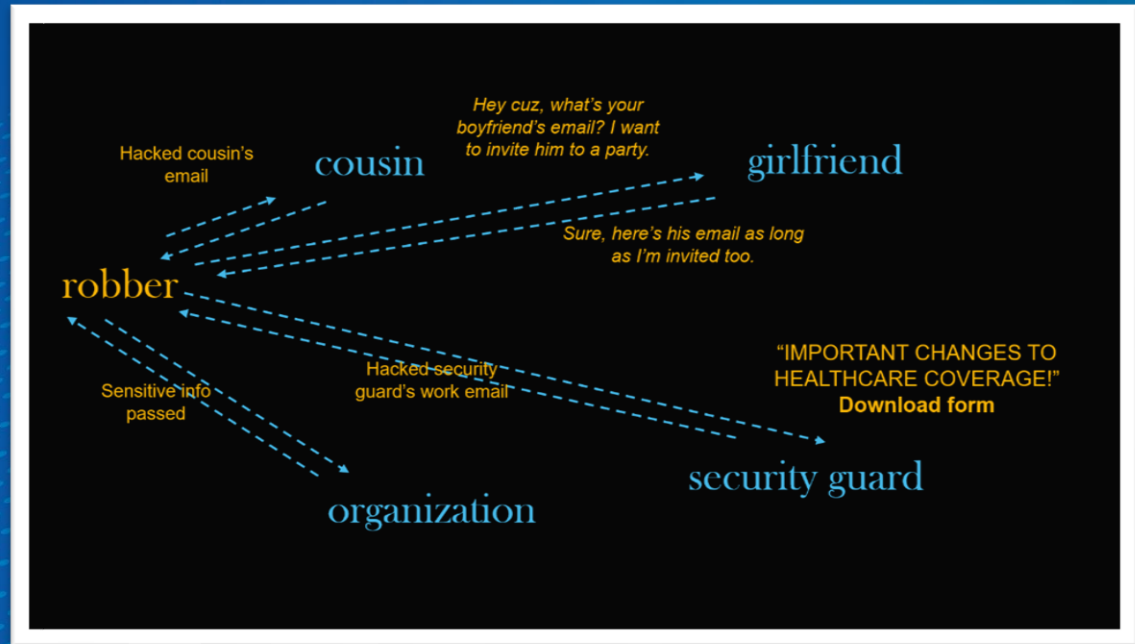 Hey cuz, what's your
boyfriend's email? I want
to invite him to a party.
Hacked cousin's
email
cousin
girlfriend
Sure, here's his email as long
as I'm invited too.
robber
"IMPORTANT CHANGES TO
HEALTHCARE COVERAGE!"
Download form
Hacked security
guard's work email
Sensitive info
passed
security guard
organization